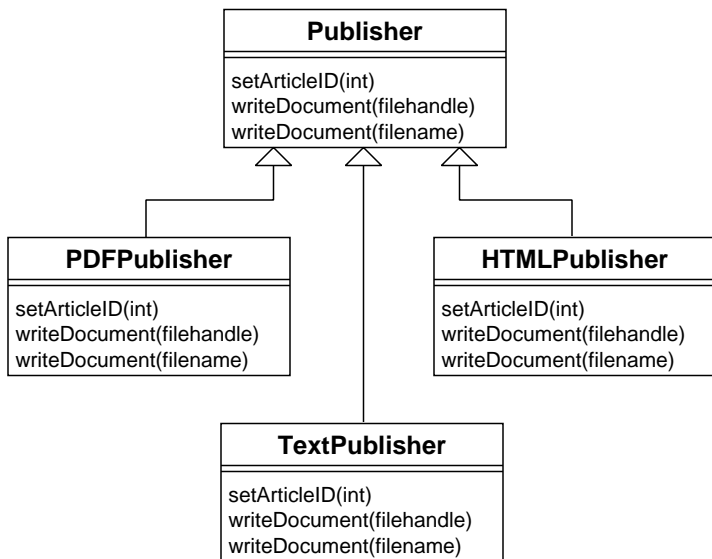 Publisher
setArticleID(int)
writeDocument(filehandle)
writeDocument(filename)
PDFPublisher
setArticleID(int)
writeDocument(filehandle)
writeDocument(filename)
HTMLPublisher
setArticleID(int)
writeDocument(filehandle)
writeDocument(filename)
TextPublisher
setArticleID(int)
writeDocument(filehandle)
writeDocument(filename)